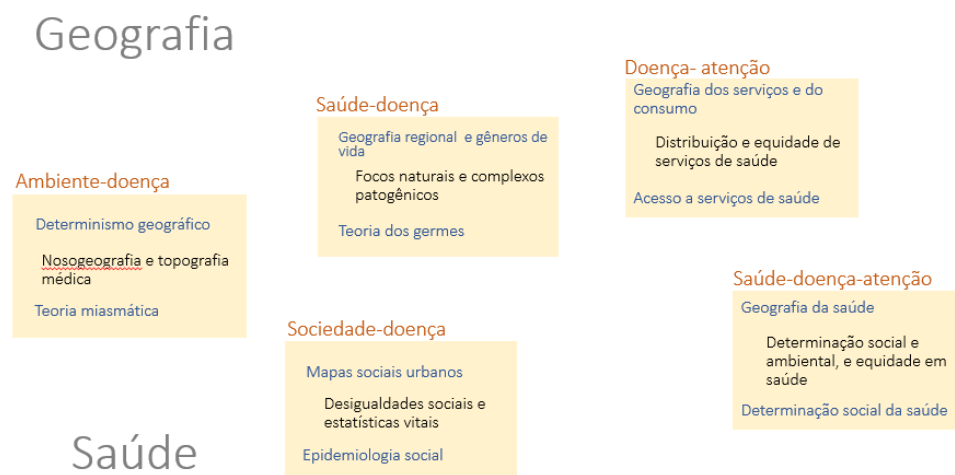 Geografia
Ambiente-doença
Determinismo geográfico
Nosogeografia e topografia
médica
Teoria miasmática
Saúde-doença
Geografia regional e gêneros de
vida
Focos naturais e complexos
patogênicos
Teoria dos germes
Sociedade-doença
Mapas sociais urbanos
Desigualdades sociais e
estatísticas vitais
Epidemiologia social
Doença- atenção
Geografia dos serviços e do
consumo
Distribuição e equidade de
serviços de saúde
Acesso a serviços de saúde
Saúde-doença-atenção
Geografia da saúde
Determinação social e
ambiental, e equidade em
saúde
Determinação social da saúde
Saúde